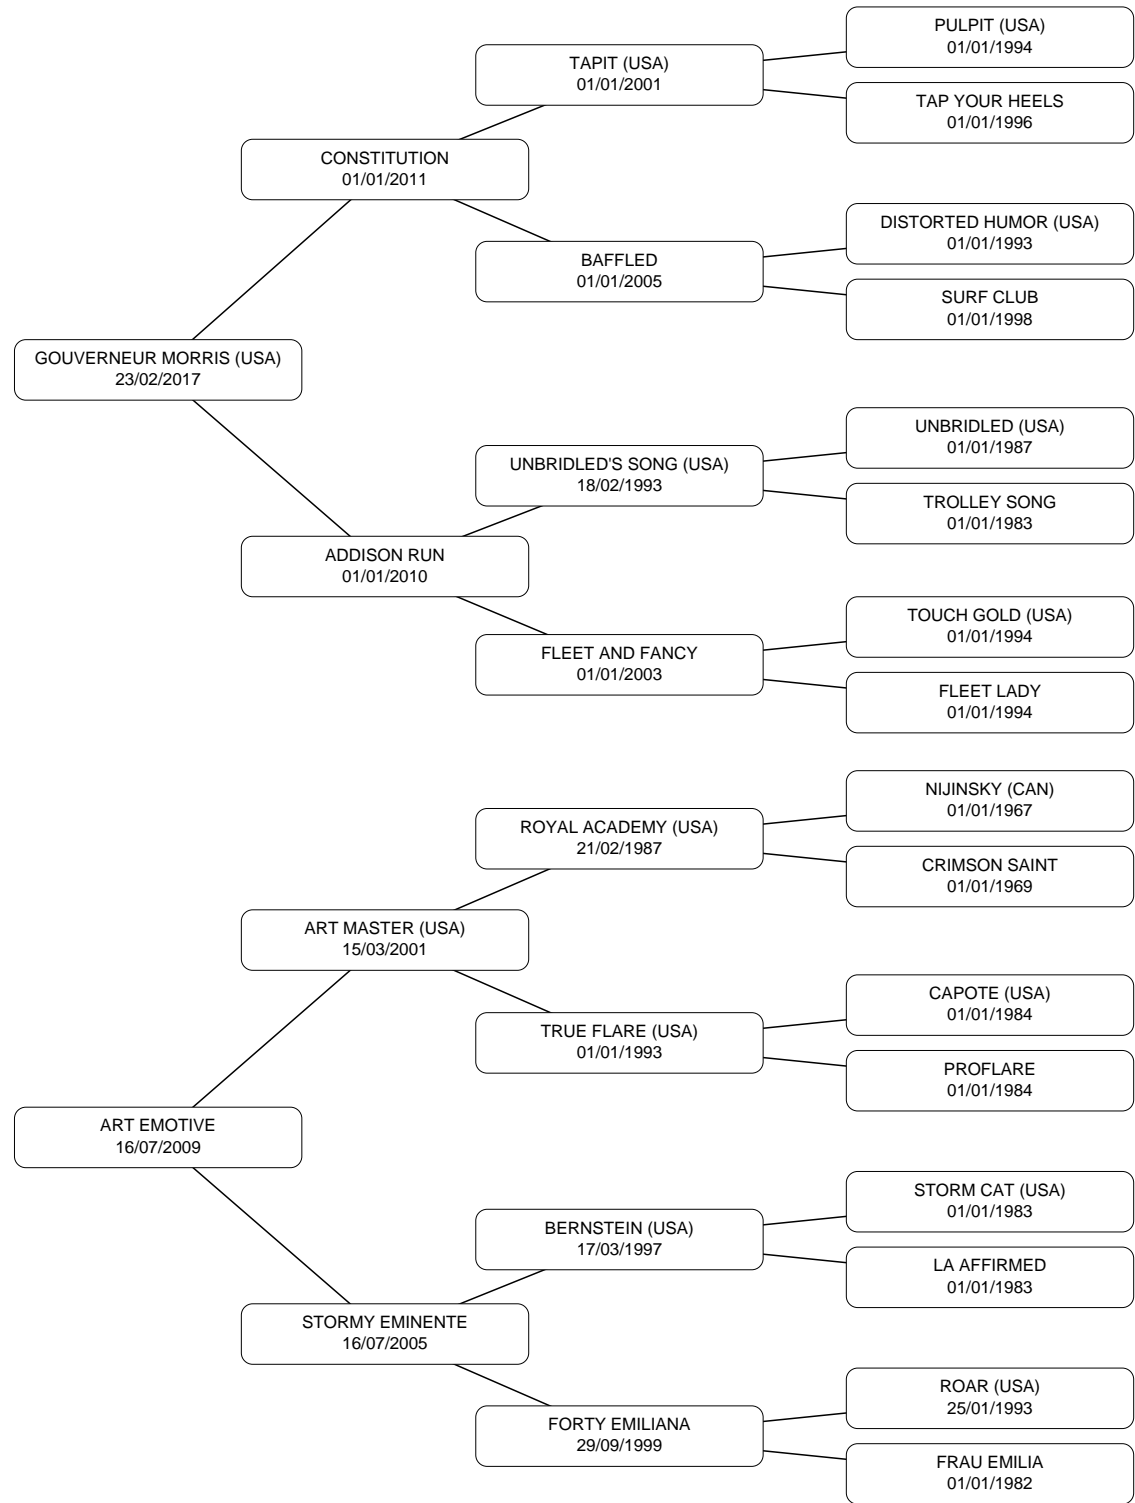 PULPIT (USA)
01/01/1994
TAPIT (USA)
01/01/2001
TAP YOUR HEELS
01/01/1996
CONSTITUTION
01/01/2011
DISTORTED HUMOR (USA)
01/01/1993
BAFFLED
01/01/2005
SURF CLUB
01/01/1998
GOUVERNEUR MORRIS (USA)
23/02/2017
UNBRIDLED (USA)
01/01/1987
UNBRIDLED'S SONG (USA)
18/02/1993
TROLLEY SONG
01/01/1983
ADDISON RUN
01/01/2010
TOUCH GOLD (USA)
01/01/1994
FLEET AND FANCY
01/01/2003
FLEET LADY
01/01/1994
NIJINSKY (CAN)
01/01/1967
ROYAL ACADEMY (USA)
21/02/1987
CRIMSON SAINT
01/01/1969
ART MASTER (USA)
15/03/2001
CAPOTE (USA)
01/01/1984
TRUE FLARE (USA)
01/01/1993
PROFLARE
01/01/1984
ART EMOTIVE
16/07/2009
STORM CAT (USA)
01/01/1983
BERNSTEIN (USA)
17/03/1997
LA AFFIRMED
01/01/1983
STORMY EMINENTE
16/07/2005
ROAR (USA)
25/01/1993
FORTY EMILIANA
29/09/1999
FRAU EMILIA
01/01/1982